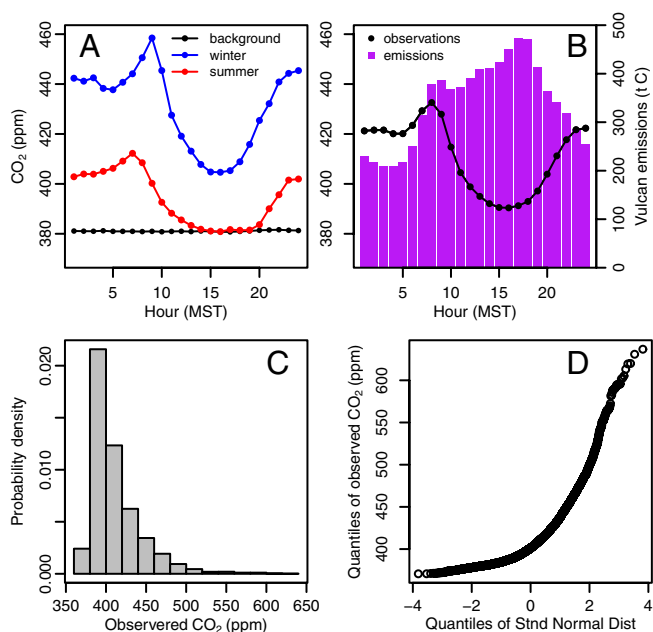 A
background
winter
summer
460
440
420
400
380
CO2 (ppm)
5
10
15
20
Hour (MST)
B
observations
emissions
460
440
420
400
380
500
400
300
200
100
0
Vulcan emissions (t C)
5
10
15
20
Hour (MST)
C
0.020
0.010
0.000
Probability density
350
400
450
500
550
600
650
Observered CO2 (ppm)
D
600
500
400
Quantiles of observed CO2 (ppm)
−4
−2
0
2
4
Quantiles of Stnd Normal Dist